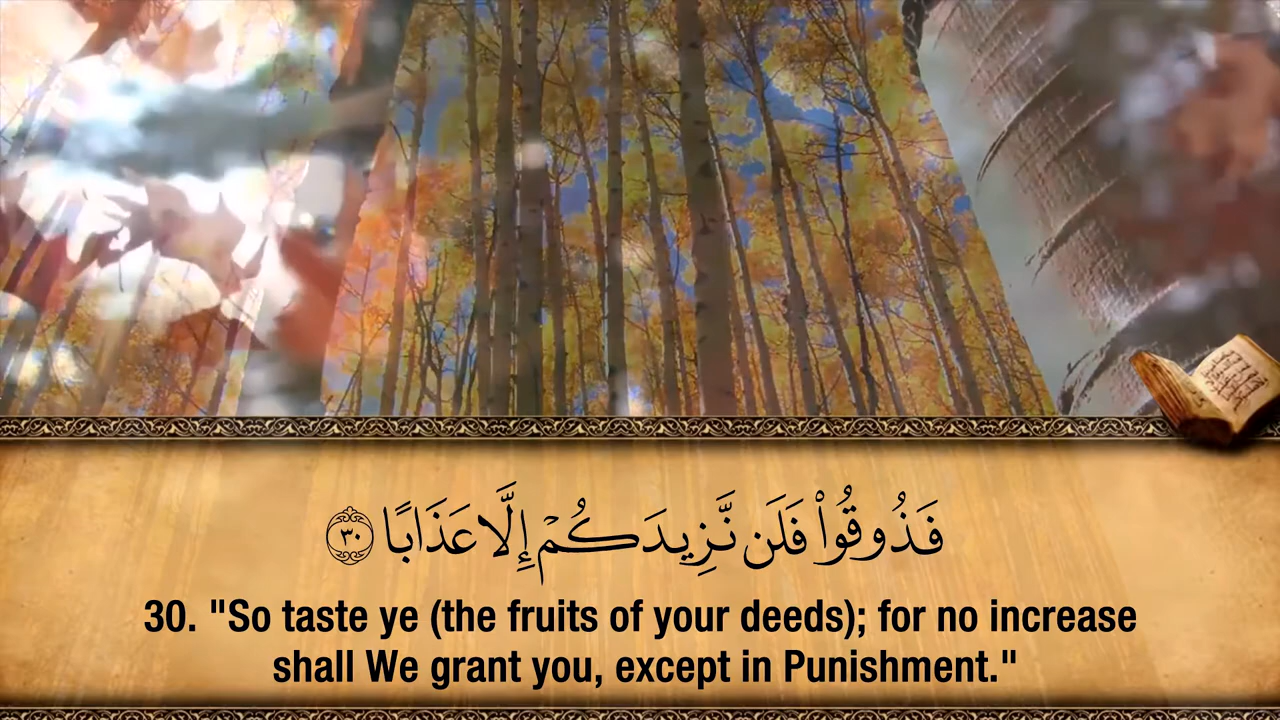 فَذُوقُوا۟ فَلَن نَّزِيدَكُمْ إِلَّا عَذَابًا ٣٠
30. "So taste ye (the fruits of your deeds); for no increase
shall We grant you, except in Punishment."